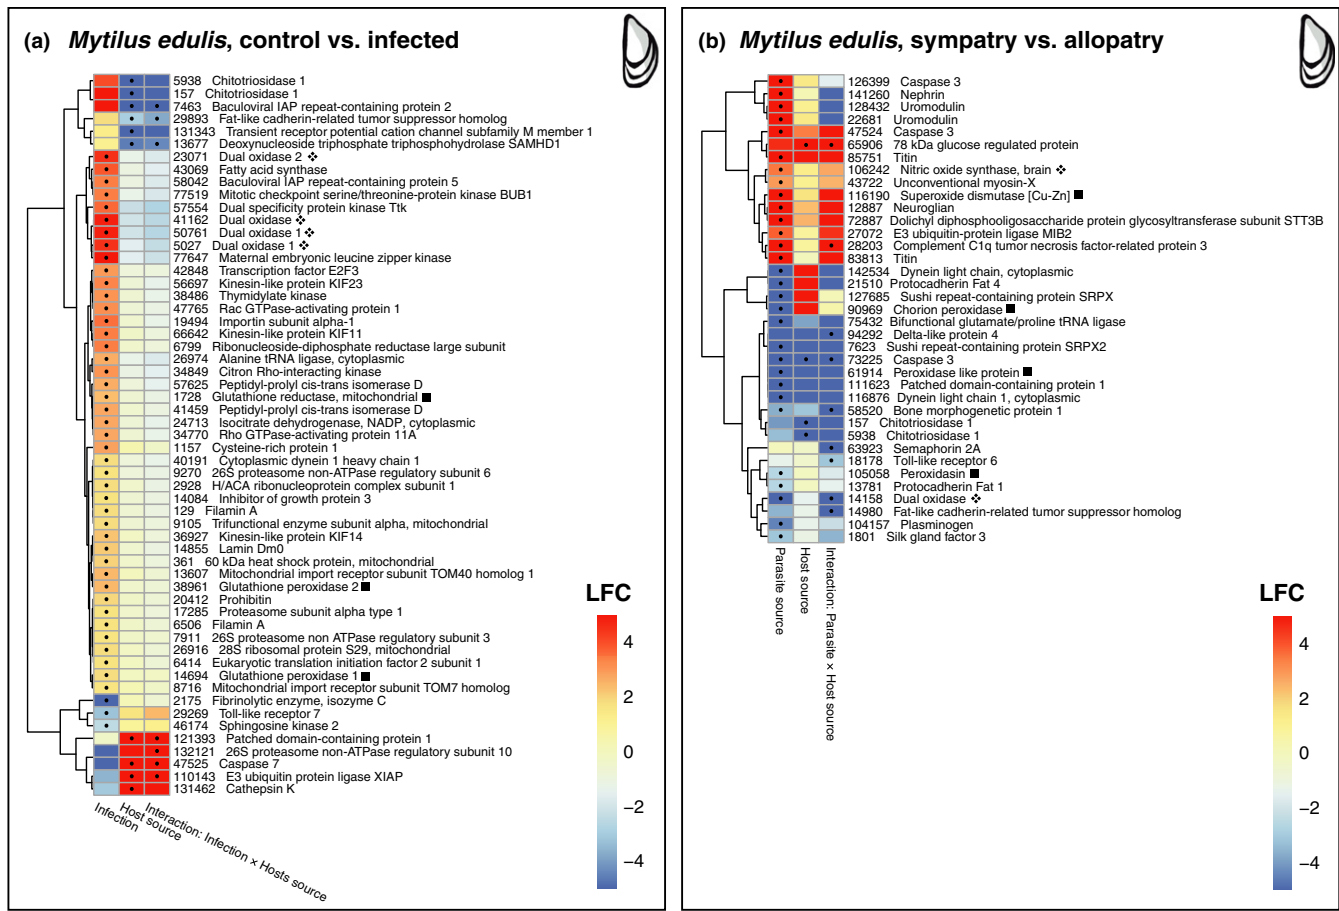 (a) Mytilus edulis, control vs. infected
5938 Chitotriosidase 1
157 Chitotriosidase 1
7463 Baculoviral IAP repeat-containing protein 2
29893 Fat-like cadherin-related tumor suppressor homolog
131343 Transient receptor potential cation channel subfamily M member 1
13677 Deoxynucleoside triphosphate triphosphohydrolase SAMHD1
23071 Dual oxidase 2 ❖
43069 Fatty acid synthase
58042 Baculoviral IAP repeat-containing protein 5
77519 Mitotic checkpoint serine/threonine-protein kinase BUB1
57554 Dual specificity protein kinase Ttk
41162 Dual oxidase ❖
50761 Dual oxidase 1 ❖
5027 Dual oxidase 1 ❖
77647 Maternal embryonic leucine zipper kinase
42848 Transcription factor E2F3
56697 Kinesin-like protein KIF23
38486 Thymidylate kinase
47765 Rac GTPase-activating protein 1
19494 Importin subunit alpha-1
66642 Kinesin-like protein KIF11
6799 Ribonucleoside-diphosphate reductase large subunit
26974 Alanine tRNA ligase, cytoplasmic
34849 Citron Rho-interacting kinase
57625 Peptidyl-prolyl cis-trans isomerase D
1728 Glutathione reductase, mitochondrial ■
41459 Peptidyl-prolyl cis-trans isomerase D
24713 Isocitrate dehydrogenase, NADP, cytoplasmic
34770 Rho GTPase-activating protein 11A
1157 Cysteine-rich protein 1
40191 Cytoplasmic dynein 1 heavy chain 1
9270 26S proteasome non-ATPase regulatory subunit 6
2928 H/ACA ribonucleoprotein complex subunit 1
14084 Inhibitor of growth protein 3
129 Filamin A
9105 Trifunctional enzyme subunit alpha, mitochondrial
36927 Kinesin-like protein KIF14
14855 Lamin Dm0
361 60 kDa heat shock protein, mitochondrial
13607 Mitochondrial import receptor subunit TOM40 homolog 1
38961 Glutathione peroxidase 2 ■
20412 Prohibitin
17285 Proteasome subunit alpha type 1
6506 Filamin A
7911 26S proteasome non ATPase regulatory subunit 3
26916 28S ribosomal protein S29, mitochondrial
6414 Eukaryotic translation initiation factor 2 subunit 1
14694 Glutathione peroxidase 1 ■
8716 Mitochondrial import receptor subunit TOM7 homolog
2175 Fibrinolytic enzyme, isozyme C
29269 Toll-like receptor 7
46174 Sphingosine kinase 2
121393 Patched domain-containing protein 1
132121 26S proteasome non-ATPase regulatory subunit 10
47525 Caspase 7
110143 E3 ubiquitin protein ligase XIAP
131462 Cathepsin K
Infection
Host source
Interaction: Infection × Hosts source
LFC
4
2
0
−2
−4
(b) Mytilus edulis, sympatry vs. allopatry
126399 Caspase 3
141260 Nephrin
128432 Uromodulin
22681 Uromodulin
47524 Caspase 3
65906 78 kDa glucose regulated protein
85751 Titin
106242 Nitric oxide synthase, brain ❖
43722 Unconventional myosin-X
116190 Superoxide dismutase [Cu-Zn] ■
12887 Neuroglian
72887 Dolichyl diphosphooligosaccharide protein glycosyltransferase subunit STT3B
27072 E3 ubiquitin-protein ligase MIB2
28203 Complement C1q tumor necrosis factor-related protein 3
83813 Titin
142534 Dynein light chain, cytoplasmic
21510 Protocadherin Fat 4
127685 Sushi repeat-containing protein SRPX
90969 Chorion peroxidase ■
75432 Bifunctional glutamate/proline tRNA ligase
94292 Delta-like protein 4
7623 Sushi repeat-containing protein SRPX2
73225 Caspase 3
61914 Peroxidase like protein ■
111623 Patched domain-containing protein 1
116876 Dynein light chain 1, cytoplasmic
58520 Bone morphogenetic protein 1
157 Chitotriosidase 1
5938 Chitotriosidase 1
63923 Semaphorin 2A
18178 Toll-like receptor 6
105058 Peroxidasin ■
13781 Protocadherin Fat 1
14158 Dual oxidase ❖
14980 Fat-like cadherin-related tumor suppressor homolog
104157 Plasminogen
1801 Silk gland factor 3
Parasite source
Host source
Interaction: Parasite × Host source
LFC
4
2
0
−2
−4